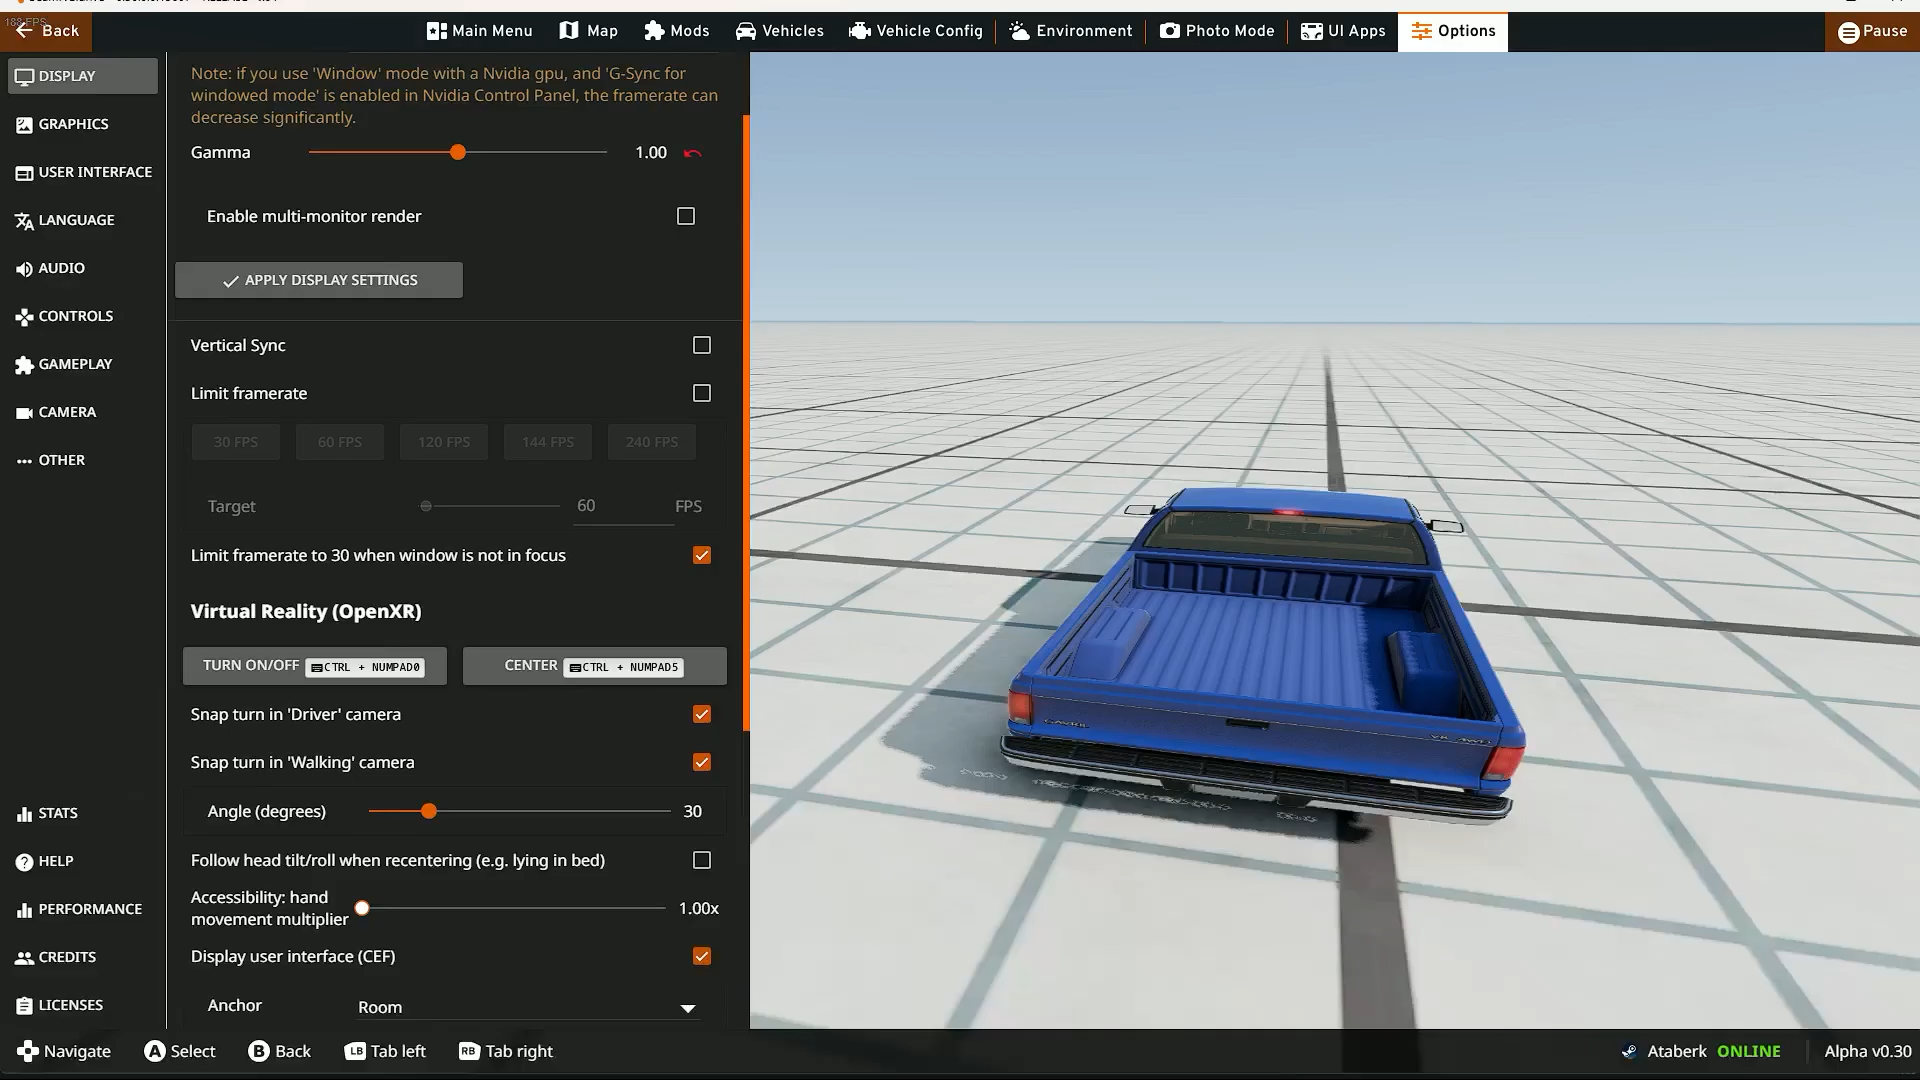 188 FPS
Back
Main Menu
Map
Mods
Vehicles
Vehicle Config
Environment
Photo Mode
UI Apps
Options
Pause
DISPLAY
GRAPHICS
USER INTERFACE
LANGUAGE
AUDIO
CONTROLS
GAMEPLAY
CAMERA
OTHER
STATS
HELP
PERFORMANCE
CREDITS
LICENSES
Note: if you use 'Window' mode with a Nvidia gpu, and 'G-Sync for
windowed mode' is enabled in Nvidia Control Panel, the framerate can
decrease significantly.
Gamma 1.00
Enable multi-monitor render
APPLY DISPLAY SETTINGS
Vertical Sync
Limit framerate
30 FPS 60 FPS 120 FPS 144 FPS 240 FPS
Target 60 FPS
Limit framerate to 30 when window is not in focus
Virtual Reality (OpenXR)
TURN ON/OFF CTRL + NUMPAD0 CENTER CTRL + NUMPAD5
Snap turn in 'Driver' camera
Snap turn in 'Walking' camera
Angle (degrees) 30
Follow head tilt/roll when recentering (e.g. lying in bed)
Accessibility: hand
movement multiplier 1.00x
Display user interface (CEF)
Anchor Room
Navigate A Select B Back LB Tab left RB Tab right
Ataberk ONLINE Alpha v0.30